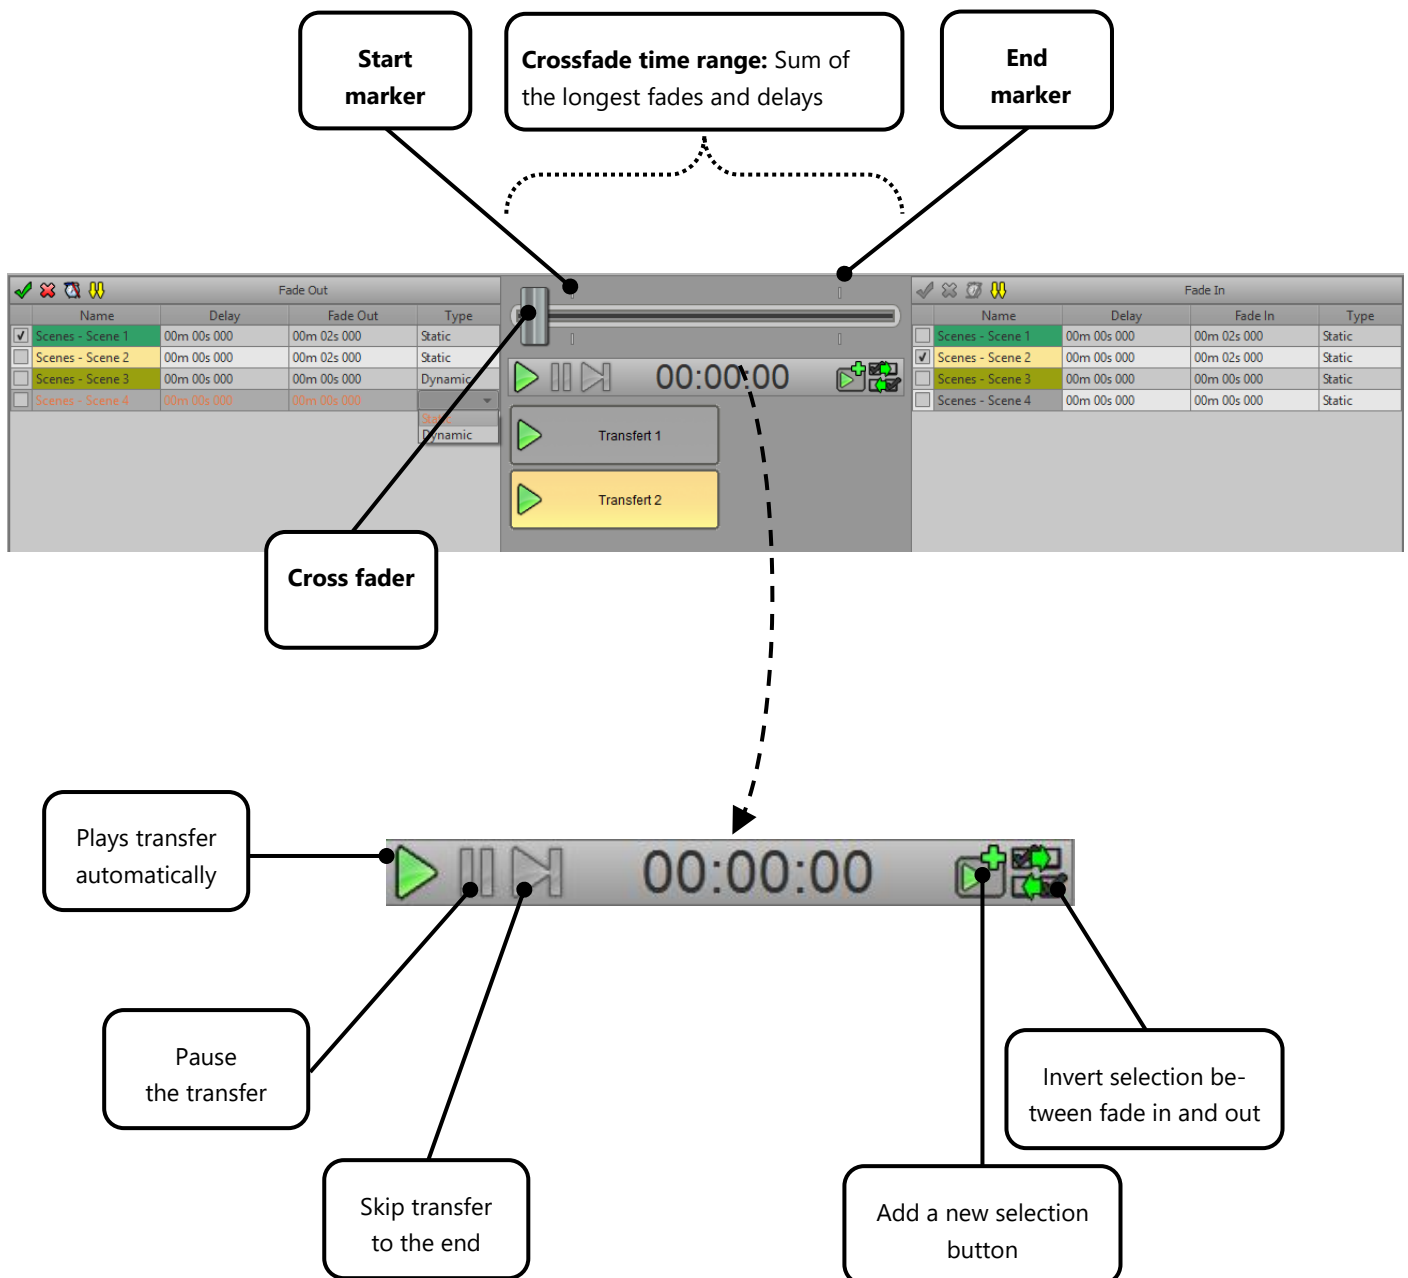 Start
marker
Crossfade time range: Sum of
the longest fades and delays
End
marker
Fade Out
Name Delay Fade Out Type
Scenes - Scene 1 00m 00s 000 00m 02s 000 Static
Scenes - Scene 2 00m 00s 000 00m 02s 000 Static
Scenes - Scene 3 00m 00s 000 00m 00s 000 Dynamic
Scenes - Scene 4 00m 00s 000 00m 00s 000
Static
Dynamic
00:00:00
Transfert 1
Transfert 2
Fade In
Name Delay Fade In Type
Scenes - Scene 1 00m 00s 000 00m 02s 000 Static
Scenes - Scene 2 00m 00s 000 00m 02s 000 Static
Scenes - Scene 3 00m 00s 000 00m 00s 000 Static
Scenes - Scene 4 00m 00s 000 00m 00s 000 Static
Cross fader
Plays transfer
automatically
00:00:00
Pause
the transfer
Skip transfer
to the end
Add a new selection
button
Invert selection be-
tween fade in and out